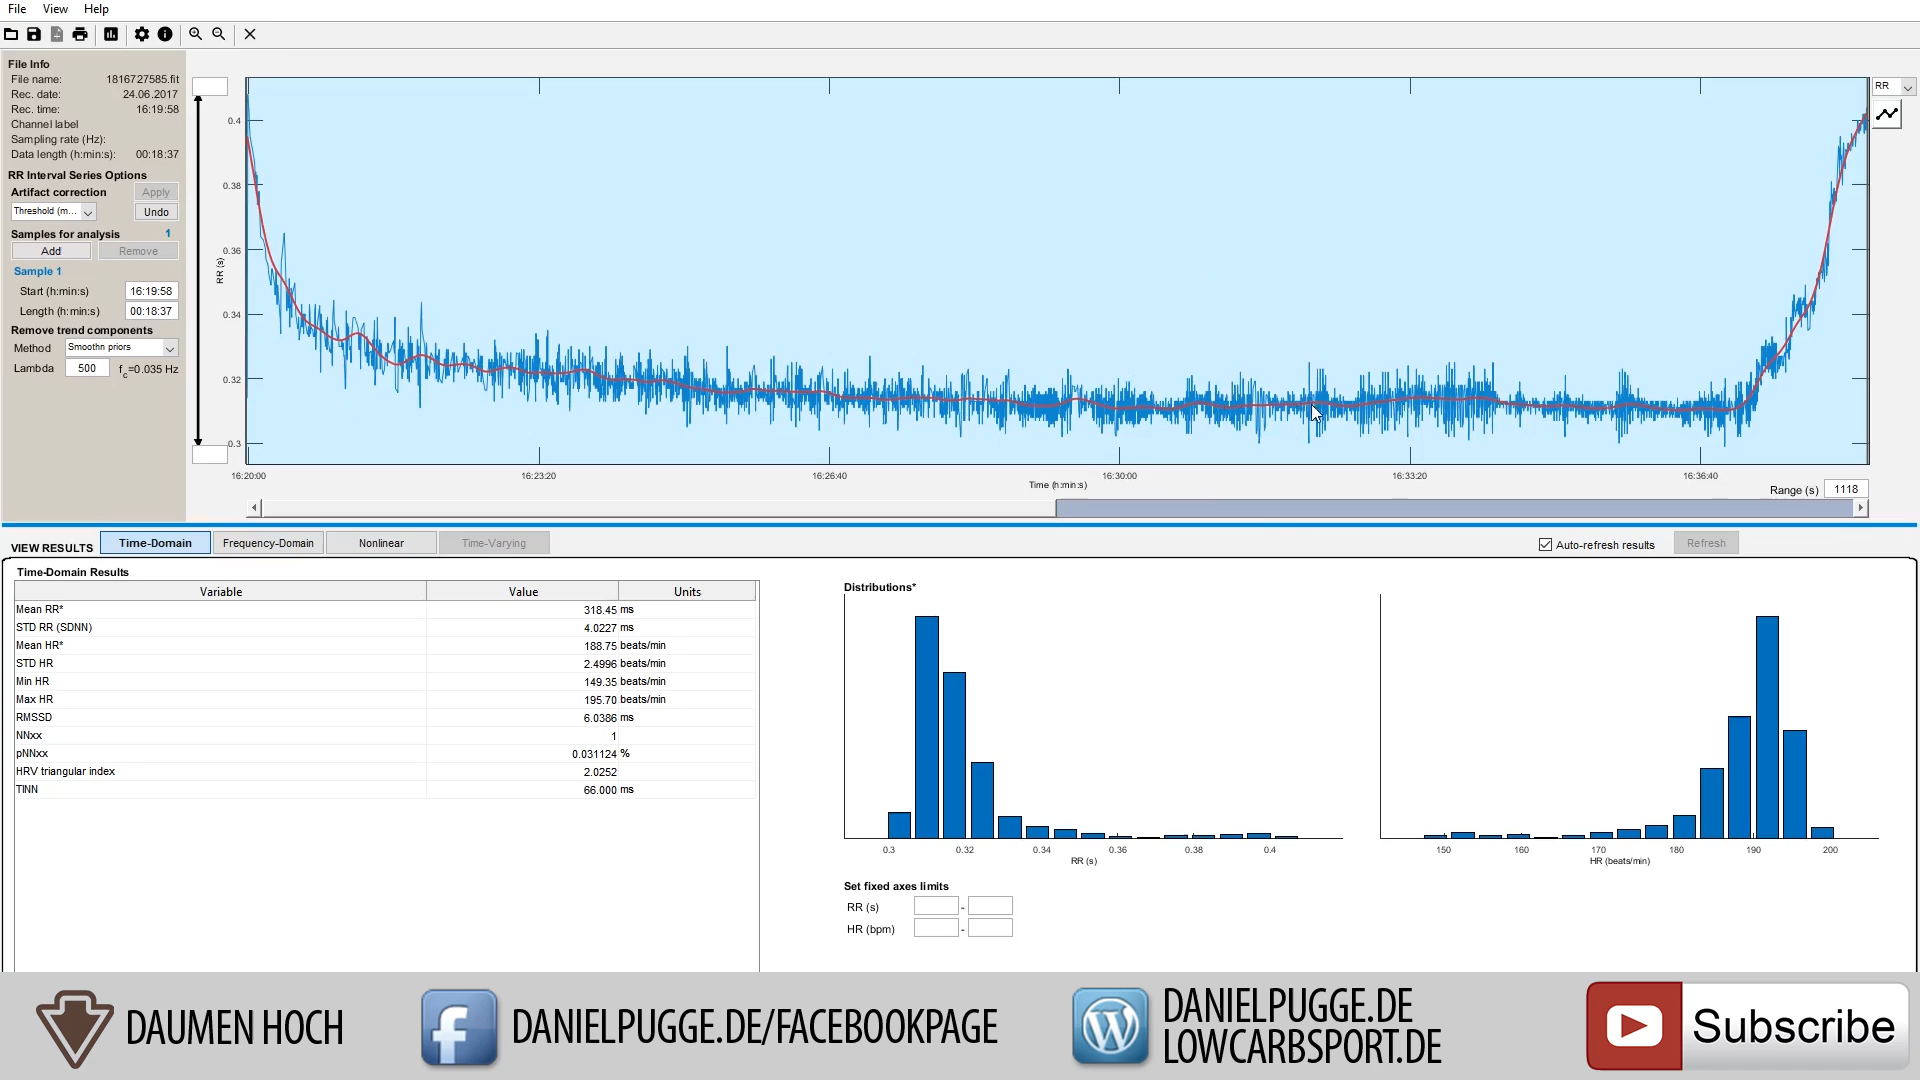 File View Help
File Info
File name: 1816727585.fit
Rec. date: 24.06.2017
Rec. time: 16:19:58
Channel label
Sampling rate (Hz):
Data length (h:min:s): 00:18:37
RR Interval Series Options
Artifact correction Apply
Threshold (m... Undo
Samples for analysis 1
Add Remove
Sample 1
Start (h:min:s) 16:19:58
Length (h:min:s) 00:18:37
Remove trend components
Method Smoothn priors
Lambda 500 fc=0.035 Hz
RR
0.4
0.38
0.36
0.34
0.32
0.3
RR (s)
16:20:00 16:23:20 16:26:40 16:30:00 16:33:20 16:36:40
Time (h:min:s)
Range (s) 1118
VIEW RESULTS Time-Domain Frequency-Domain Nonlinear Time-Varying Auto-refresh results Refresh
Time-Domain Results
Variable Value Units
Mean RR* 318.45 ms
STD RR (SDNN) 4.0227 ms
Mean HR* 188.75 beats/min
STD HR 2.4996 beats/min
Min HR 149.35 beats/min
Max HR 195.70 beats/min
RMSSD 6.0386 ms
NNxx 1
pNNxx 0.031124 %
HRV triangular index 2.0252
TINN 66.000 ms
Distributions*
0.3 0.32 0.34 0.36 0.38 0.4
RR (s)
150 160 170 180 190 200
HR (beats/min)
Set fixed axes limits
RR (s) -
HR (bpm) -
DAUMEN HOCH
DANIELPUGGE.DE/FACEBOOKPAGE
DANIELPUGGE.DE
LOWCARBSPORT.DE
Subscribe